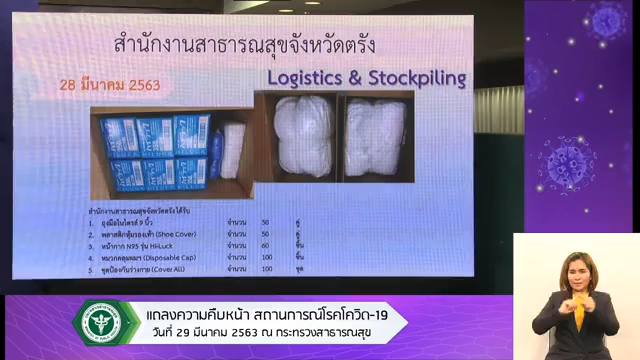 สำนักงานสาธารณสุขจังหวัดตรัง
28 มีนาคม 2563
Logistics & Stockpiling
สำนักงานสาธารณสุขจังหวัดตรังได้รับ
1. ถุงมือไนไตรล์ 9 นิ้ว จำนวน 50 คู่
2. พลาสติกหุ้มรองเท้า (Shoe Cover) จำนวน 50 คู่
3. หน้ากาก N95 รุ่น Hi-Luck จำนวน 60 ชิ้น
4. หมวกคลุมผมฯ (Disposable Cap) จำนวน 100 ชิ้น
5. ชุดป้องกันร่างกาย (Cover All) จำนวน 100 ชุด
แถลงความคืบหน้า สถานการณ์โรคโควิด-19
วันที่ 29 มีนาคม 2563 ณ กระทรวงสาธารณสุข